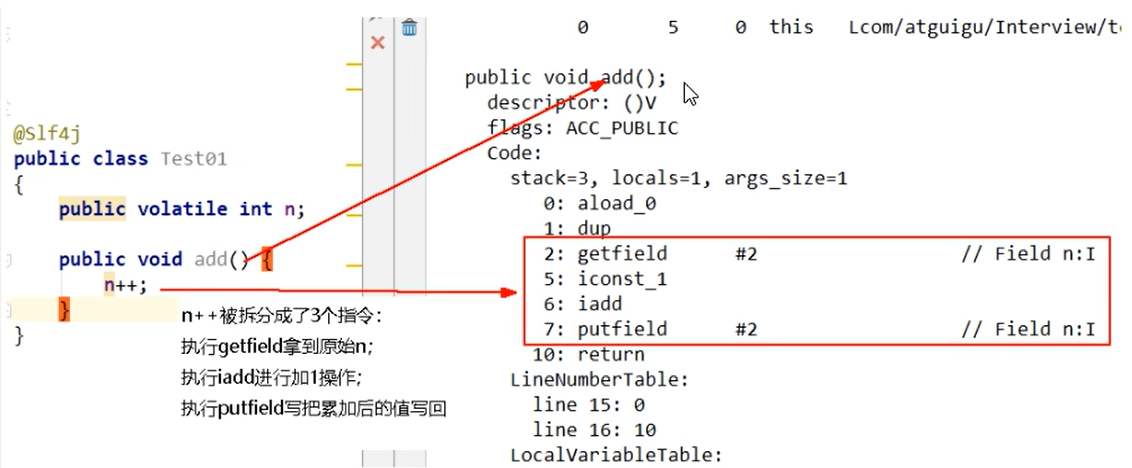 @Slf4j
public class Test01
{
public volatile int n;
public void add() {
n++;
}
}
n++被拆分成了3个指令:
执行getfield拿到原始n;
执行iadd进行加1操作;
执行putfield写把累加后的值写回
0 5 0 this Lcom/atguigu/Interview/t
public void add();
descriptor: ()V
flags: ACC_PUBLIC
Code:
stack=3, locals=1, args_size=1
0: aload_0
1: dup
2: getfield #2 // Field n:I
5: iconst_1
6: iadd
7: putfield #2 // Field n:I
10: return
LineNumberTable:
line 15: 0
line 16: 10
LocalVariableTable: